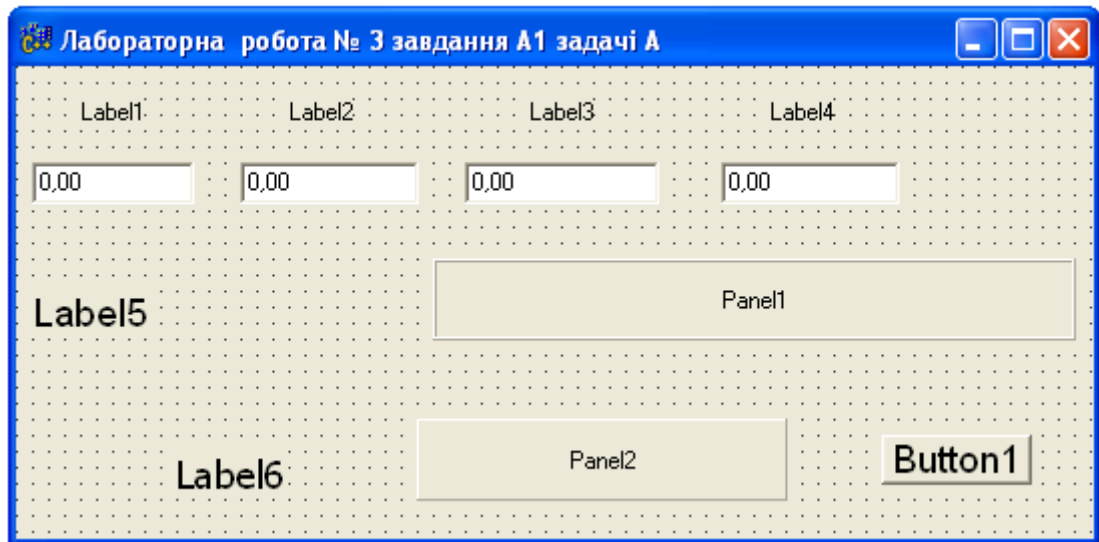 Лабораторна робота № 3 завдання А1 задачі А
Label1 Label2 Label3 Label4
0,00 0,00 0,00 0,00
Label5 Panel1
Label6 Panel2 Button1